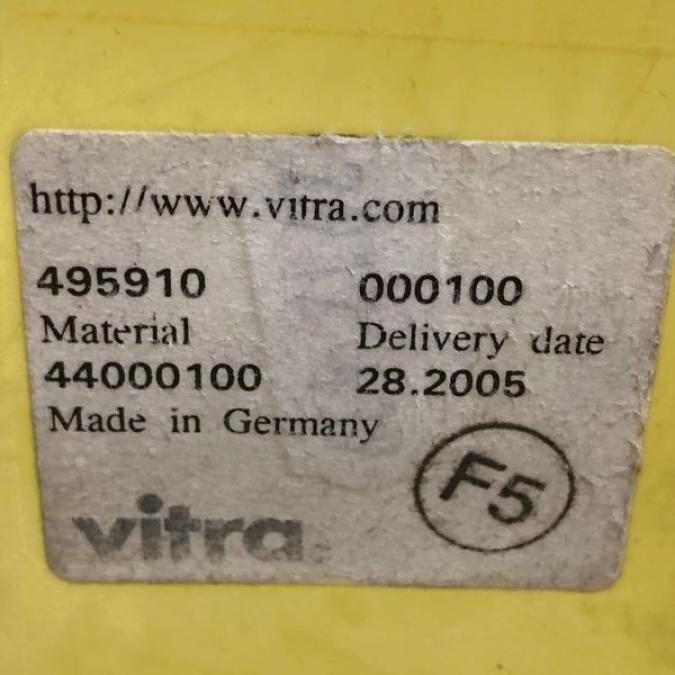 http://www.vitra.com
495910 000100
Material Delivery date
44000100 28.2005
Made in Germany
F5
vitra.